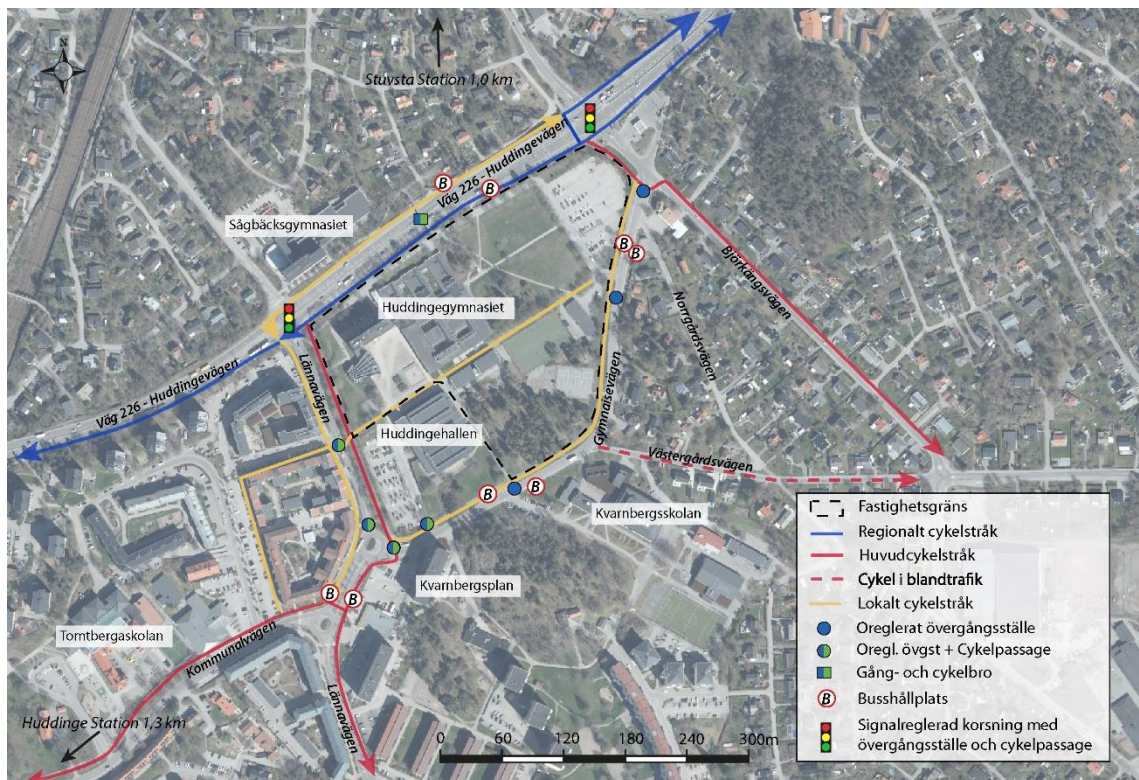 N
Stuvsta Station 1,0 km
Väg 226 - Huddingevägen
B
B
Sågbäcksgymnasiet
B
B
Huddingegymnasiet
Björkängsvägen
Norrgårdsvägen
Lännavägen
Väg 226 - Huddingevägen
Gymnaisevägen
Huddingehallen
Västergårdsvägen
B
B
Kvarnbergsskolan
Kvarnbergsplan
B
B
Tomtbergaskolan
Kommunalvägen
Lännavägen
Huddinge Station 1,3 km
0 60 120 180 240 300m
Fastighetsgräns
Regionalt cykelstråk
Huvudcykelstråk
Cykel i blandtrafik
Lokalt cykelstråk
Oreglerat övergångsställe
Oregl. övgst + Cykelpassage
Gång- och cykelbro
B Busshållplats
Signalreglerad korsning med
övergångsställe och cykelpassage